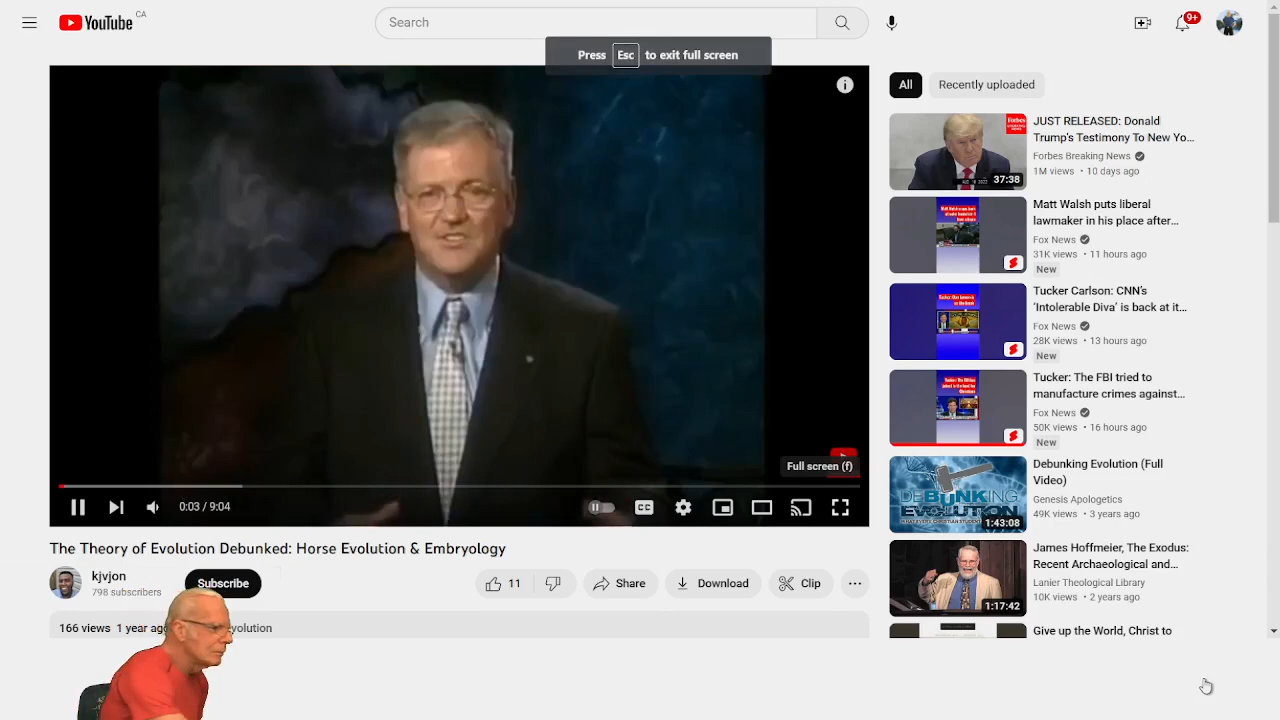 YouTube CA
Search
9+
Press Esc to exit full screen
Full screen (f)
0:03 / 9:04
CC
The Theory of Evolution Debunked: Horse Evolution & Embryology
kjvjon
798 subscribers
Subscribe
11
Share
Download
Clip
166 views 1 year ago
evolution
All
Recently uploaded
Forbes
37:38
JUST RELEASED: Donald
Trump's Testimony To New Yo…
Forbes Breaking News
1M views • 10 days ago
Matt Walsh puts liberal
lawmaker in his place after…
Fox News
31K views • 11 hours ago
New
Tucker Carlson: CNN's
'Intolerable Diva' is back at it…
Fox News
28K views • 13 hours ago
New
Tucker: The FBI tried to
manufacture crimes against…
Fox News
50K views • 16 hours ago
New
DEBUNKING
EVOLUTION
1:43:08
Debunking Evolution (Full
Video)
Genesis Apologetics
49K views • 3 years ago
1:17:42
James Hoffmeier, The Exodus:
Recent Archaeological and…
Lanier Theological Library
10K views • 2 years ago
Give up the World, Christ to